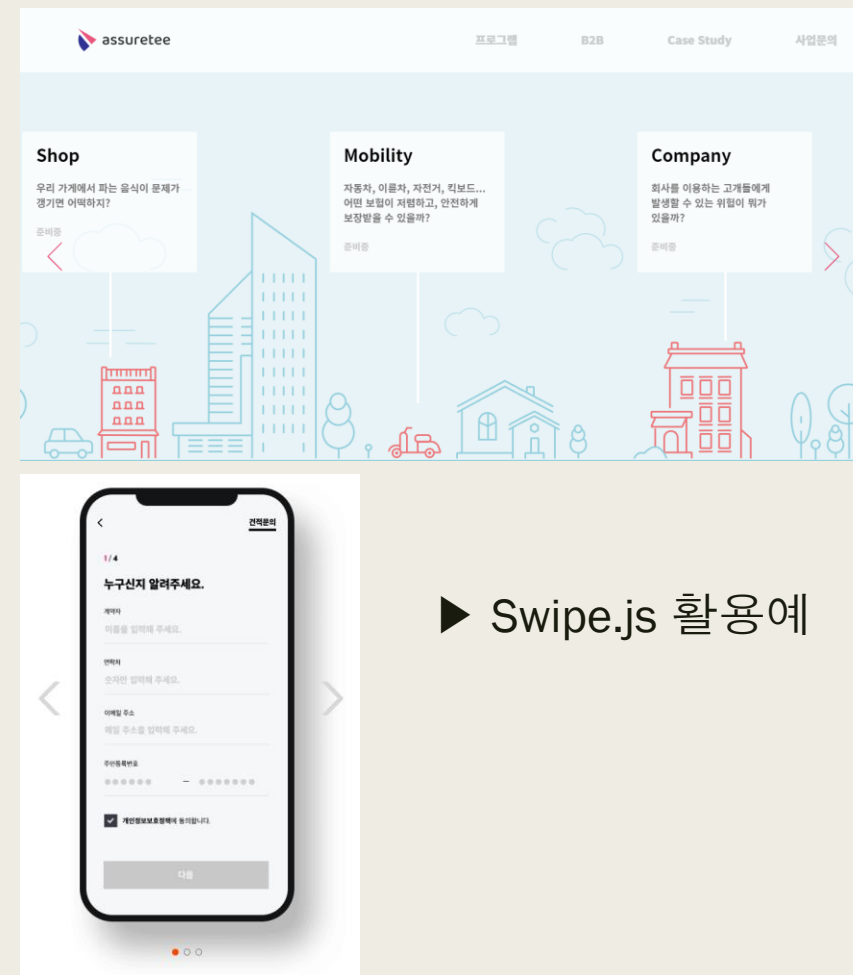 assuretee
프로그램
B2B
Case Study
사업문의
Shop
우리 가게에서 파는 음식이 문제가
갱기면 어떡하지?
준비중
Mobility
자동차, 이륜차, 자전거, 킥보드...
어떤 보험이 저렴하고, 안전하게
보장받을 수 있을까?
준비중
Company
회사를 이용하는 고개들에게
발생할 수 있는 위험이 뭐가
있을까?
준비중
견적문의
1/4
누구신지 알려주세요.
계약자
이름을 입력해 주세요.
연락처
숫자만 입력해 주세요.
이메일 주소
메일 주소를 입력해 주세요.
주민등록번호
개인정보보호정책에 동의합니다.
다음
▶ Swipe.js 활용예